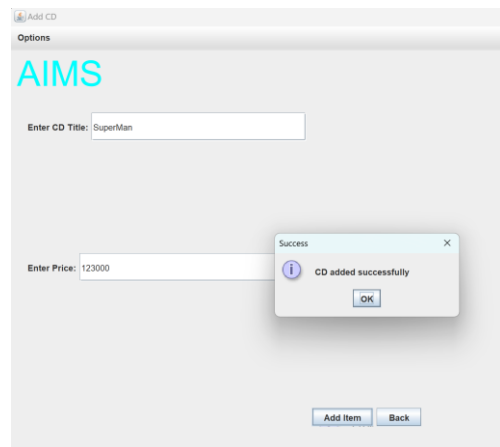 Add CD
Options
AIMS
Enter CD Title: SuperMan
Success
CD added successfully
OK
Enter Price: 123000
Add Item Back